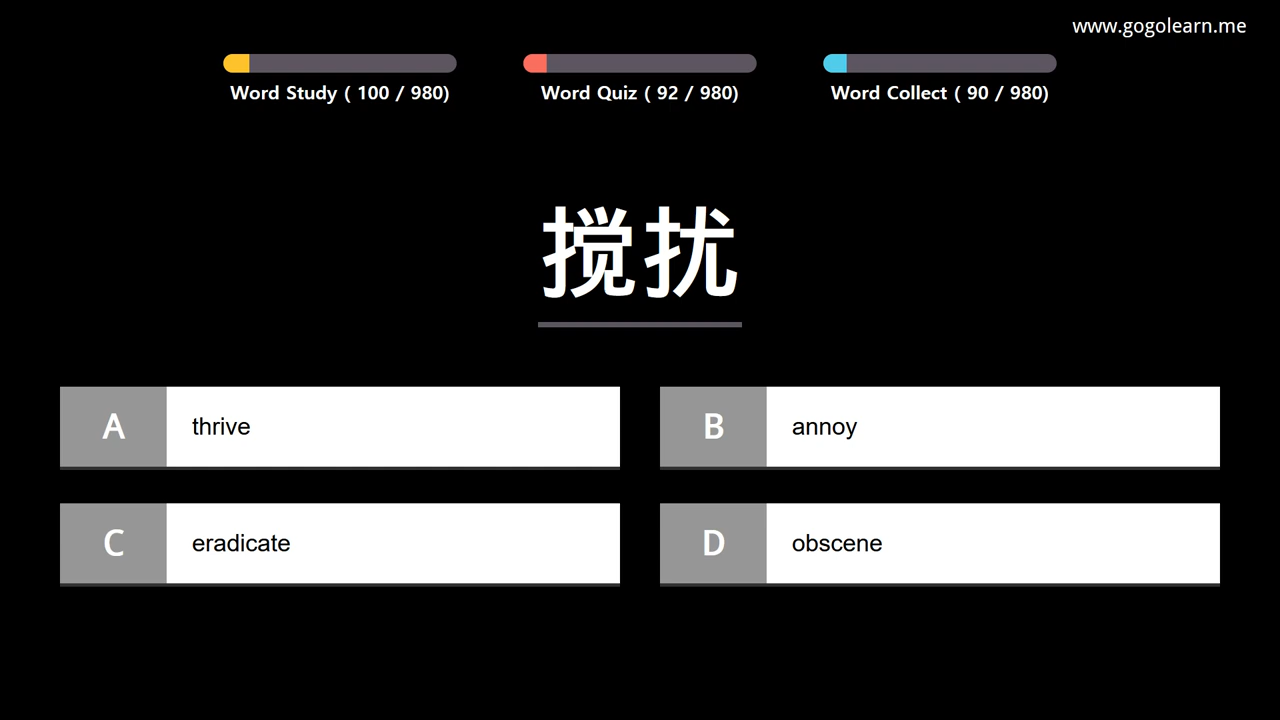 www.gogolearn.me
Word Study ( 100 / 980)
Word Quiz ( 92 / 980)
Word Collect ( 90 / 980)
搅扰
A thrive
B annoy
C eradicate
D obscene